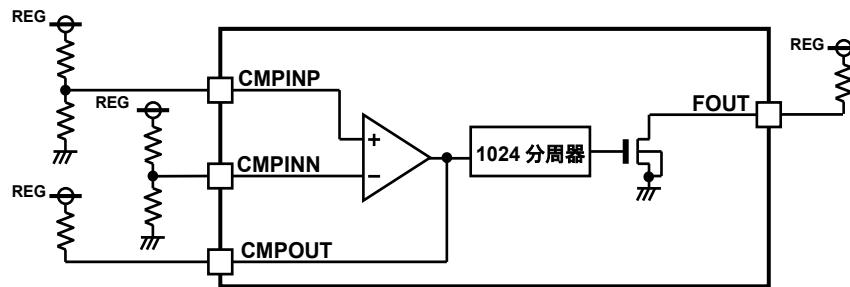 REG
REG
CMPINP
REG
FOUT
+
1024 分周器
CMPINN
−
REG
CMPOUT